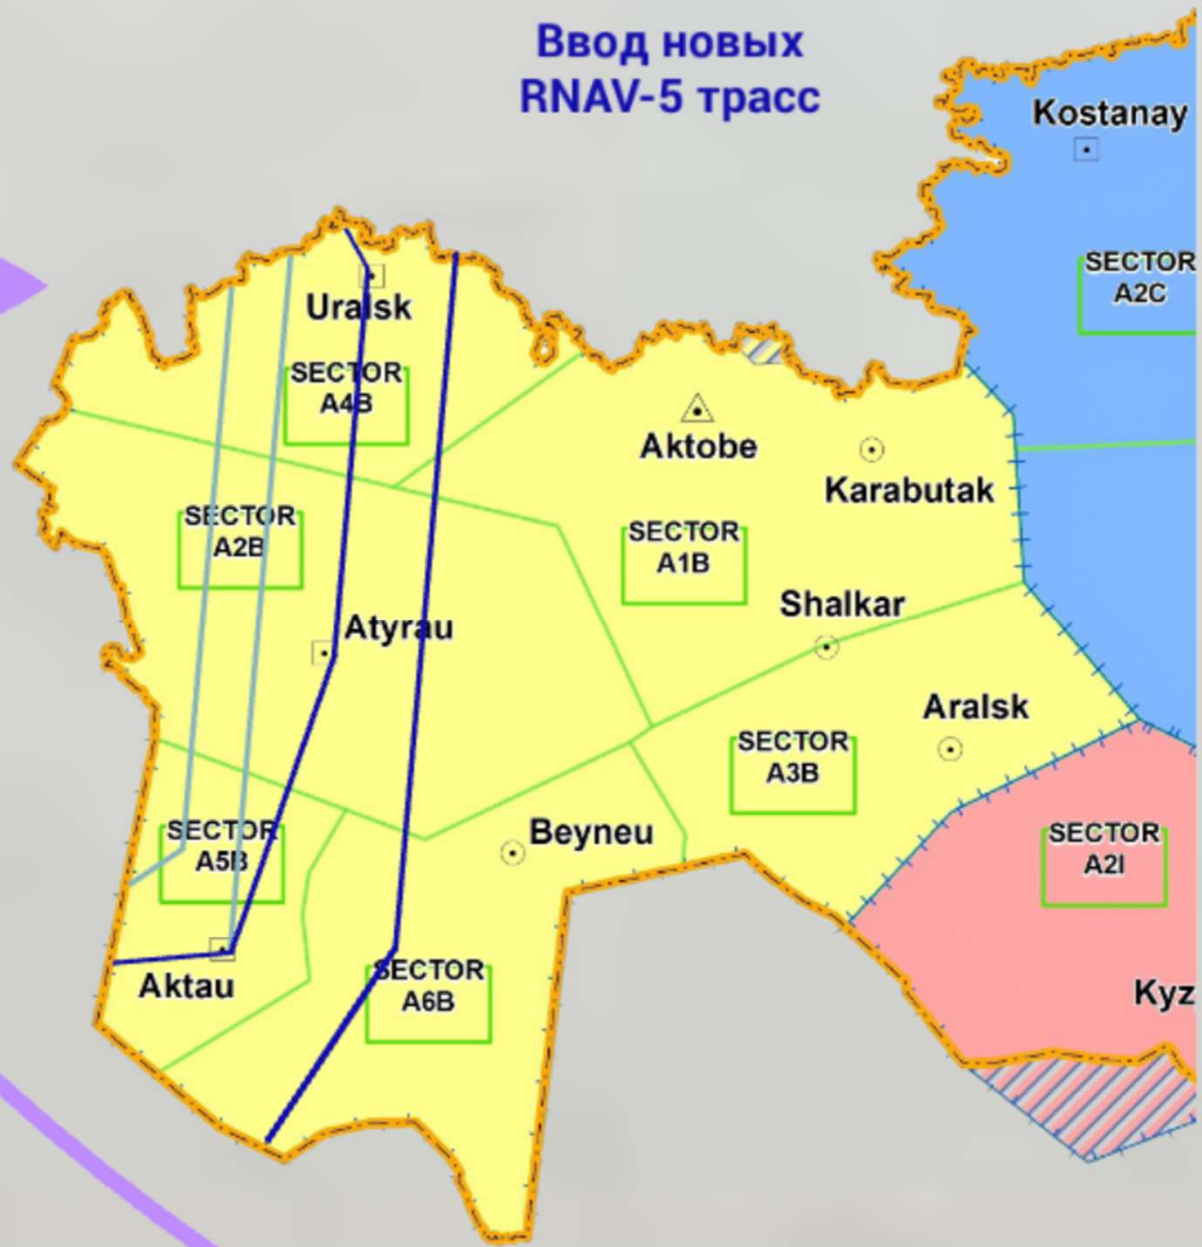 Ввод новых
RNAV-5 трасс
Kostanay
SECTOR
A2C
Uralsk
SECTOR
A4B
Aktobe
Karabutak
SECTOR
A2B
SECTOR
A1B
Shalkar
Atyrau
Aralsk
SECTOR
A3B
Beyneu
SECTOR
A5B
SECTOR
A2I
Aktau
SECTOR
A6B
Kyz